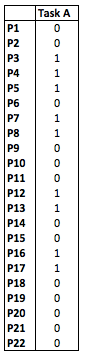 Task A
P1 0
P2 0
P3 1
P4 1
P5 1
P6 0
P7 1
P8 1
P9 0
P10 0
P11 0
P12 1
P13 1
P14 0
P15 0
P16 1
P17 1
P18 0
P19 0
P20 0
P21 0
P22 0